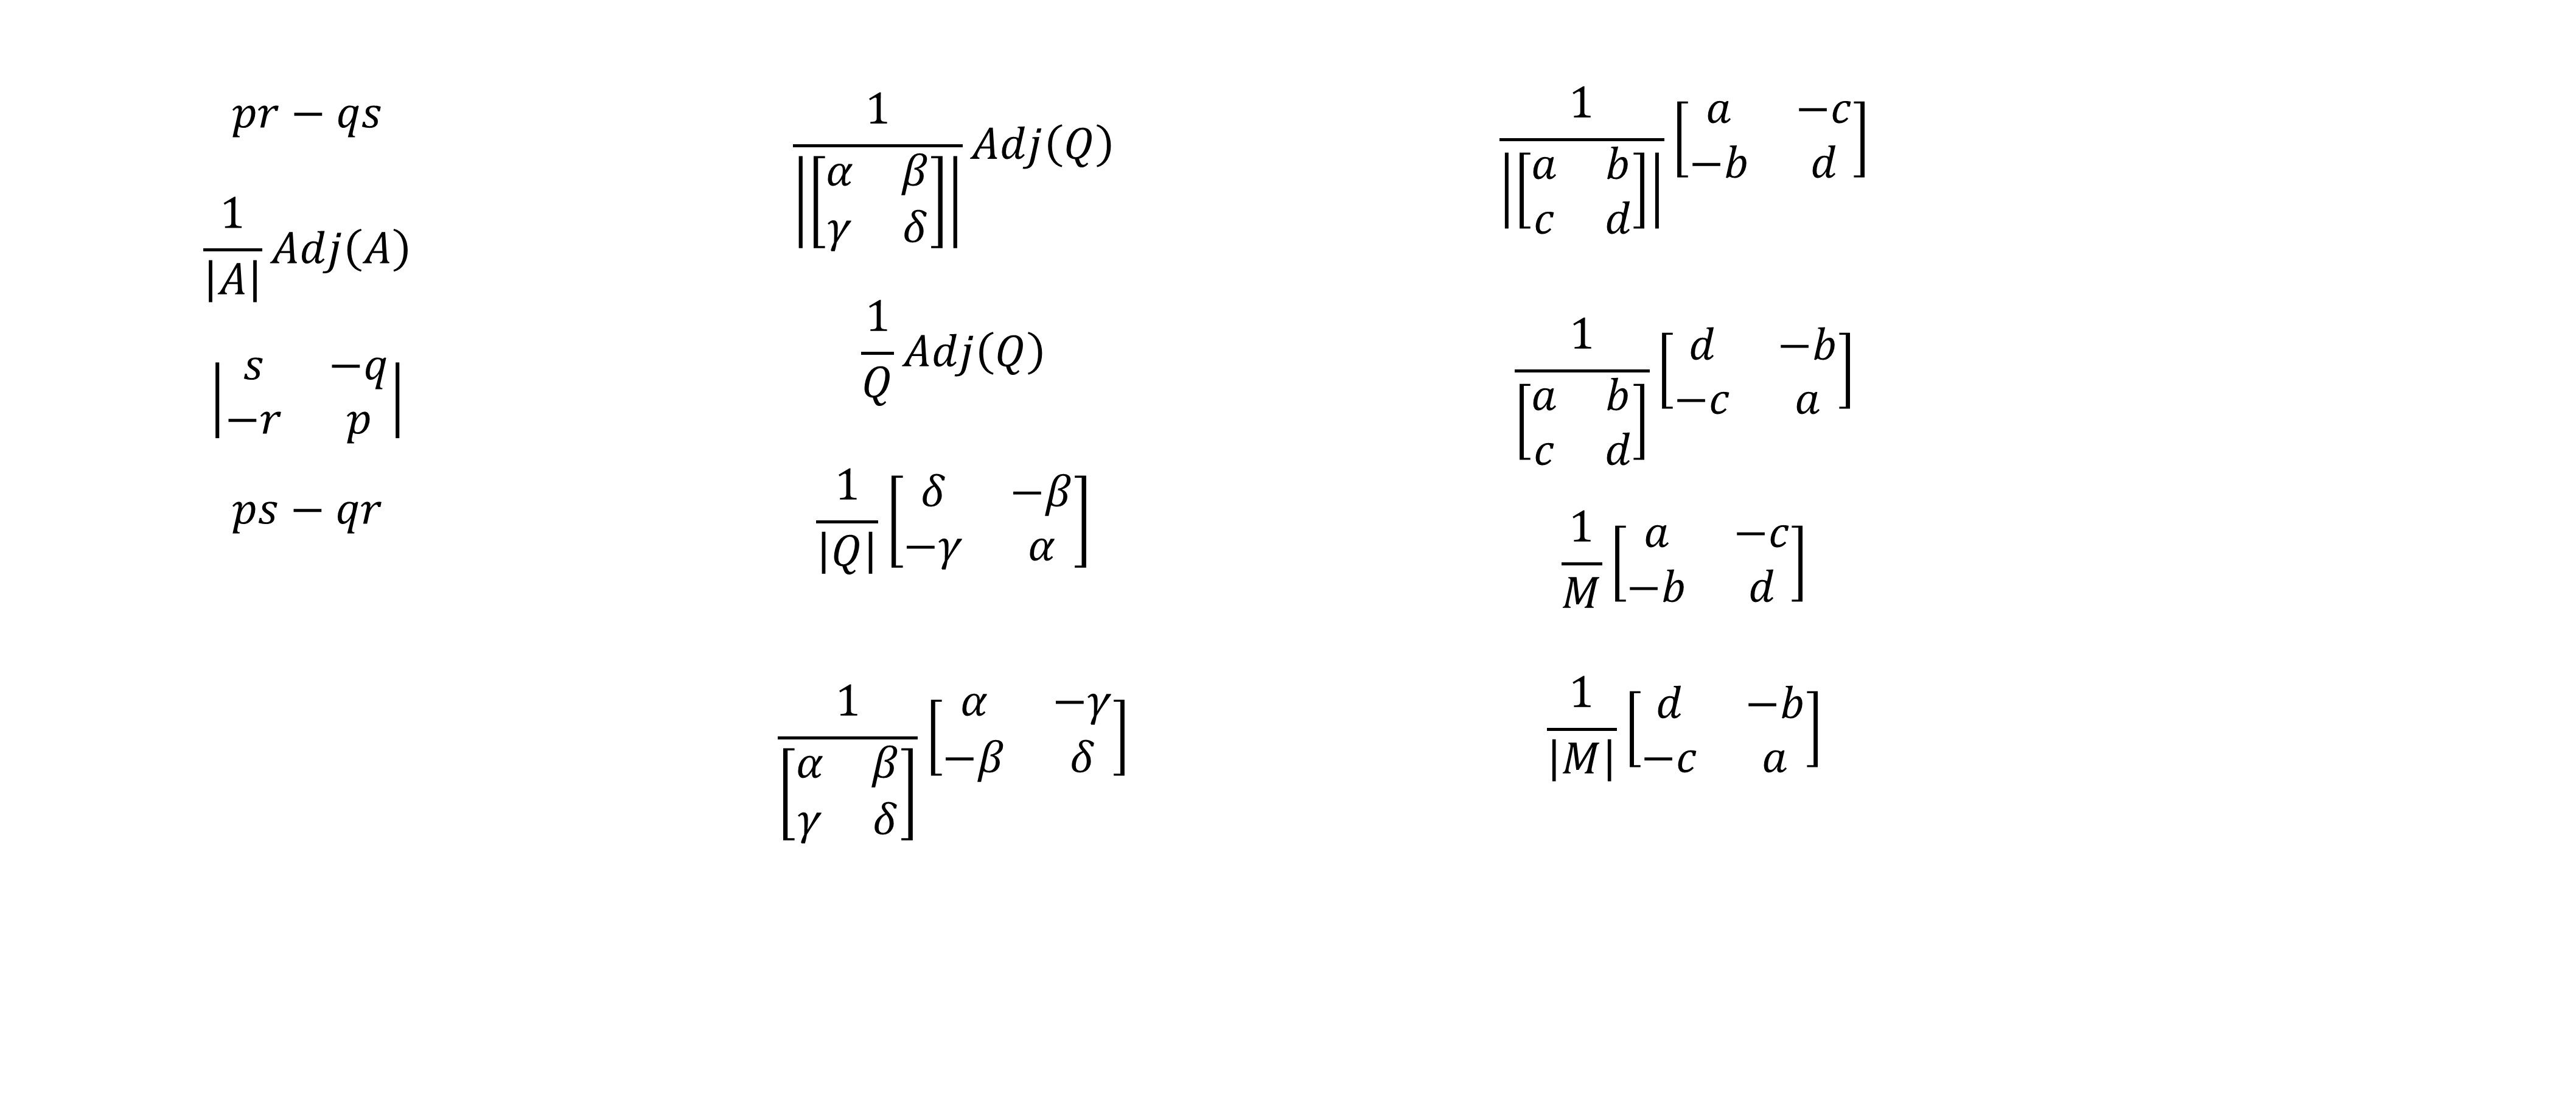 pr − qs
1/|A| Adj(A)
|s −q; −r p|
ps − qr
1/|[α β; γ δ]| Adj(Q)
1/Q Adj(Q)
1/|Q| [δ −β; −γ α]
1/[α β; γ δ] [α −γ; −β δ]
1/|[a b; c d]| [a −c; −b d]
1/[a b; c d] [d −b; −c a]
1/M [a −c; −b d]
1/|M| [d −b; −c a]